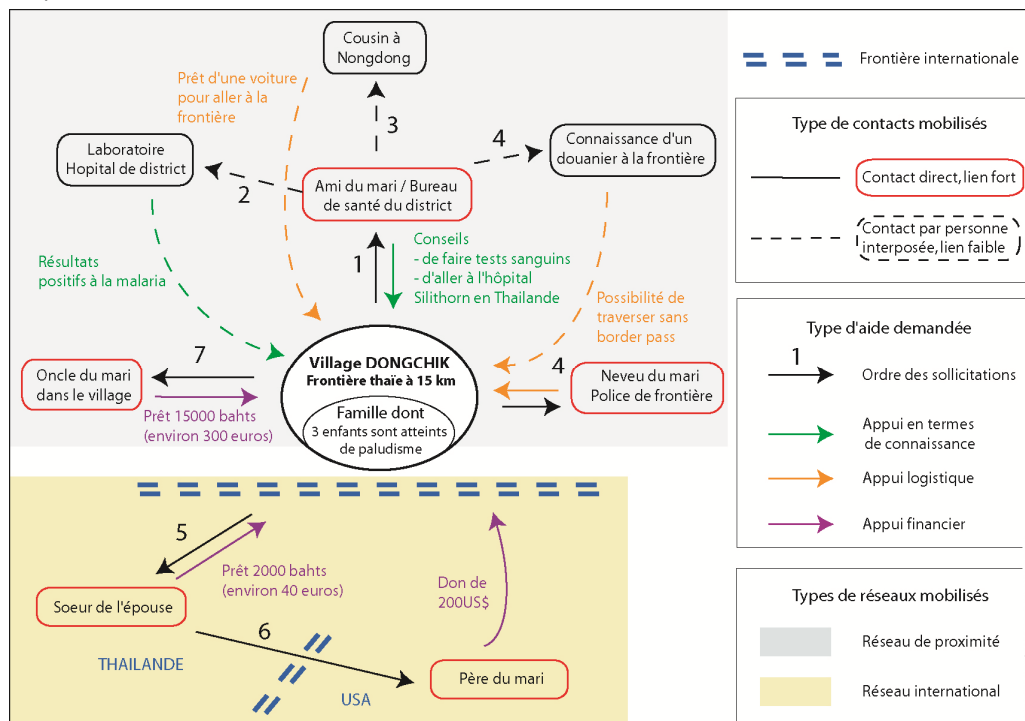 Cousin à
Nongdong
Frontière internationale
Prêt d'une voiture
pour aller à la
frontière
3
4
Type de contacts mobilisés
Laboratoire
Hopital de district
Connaissance d'un
douanier à la frontière
2
Ami du mari / Bureau
de santé du district
Contact direct, lien fort
Contact par personne
interposée, lien faible
1
Conseils
- de faire tests sanguins
- d'aller à l'hôpital
Silithorn en Thailande
Résultats
positifs à la malaria
Possibilité de
traverser sans
border pass
Type d'aide demandée
1
Ordre des sollicitations
7
Village DONGCHIK
Frontière thaïe à 15 km
4
Oncle du mari
dans le village
Neveu du mari
Police de frontière
Famille dont
3 enfants sont atteints
de paludisme
Prêt 15000 bahts
(environ 300 euros)
Appui en termes
de connaissance
Appui logistique
Appui financier
5
Prêt 2000 bahts
(environ 40 euros)
Don de
200US$
Soeur de l'épouse
6
Types de réseaux mobilisés
Réseau de proximité
THAILANDE
USA
Père du mari
Réseau international